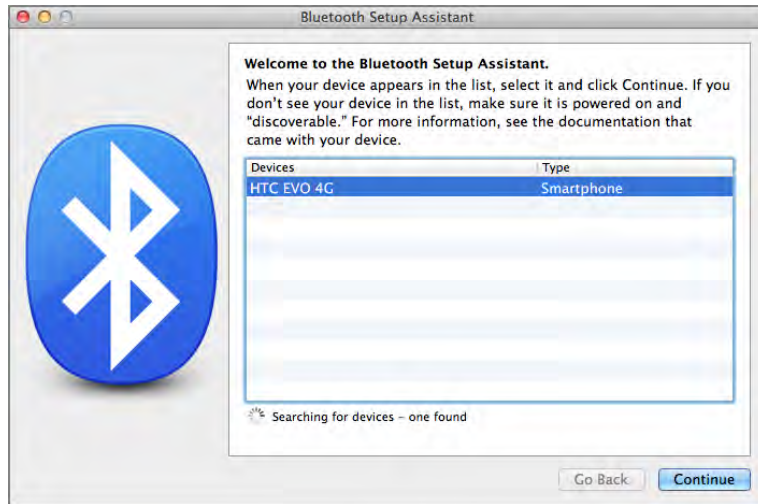 Bluetooth Setup Assistant
Welcome to the Bluetooth Setup Assistant.
When your device appears in the list, select it and click Continue. If you
don't see your device in the list, make sure it is powered on and
“discoverable.” For more information, see the documentation that
came with your device.
Devices Type
HTC EVO 4G Smartphone
Searching for devices – one found
Go Back Continue